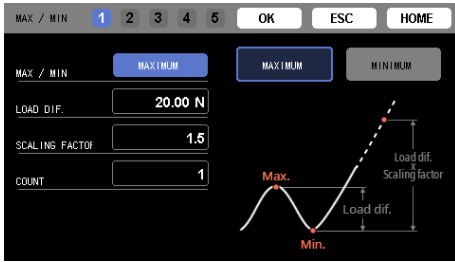 MAX / MIN 1 2 3 4 5 OK ESC HOME
MAX / MIN MAXIMUM MAXIMUM MINIMUM
LOAD DIF. 20.00 N
SCALING FACTOR 1.5
COUNT 1
Load dif.
x
Scaling factor
Max.
Load dif.
Min.